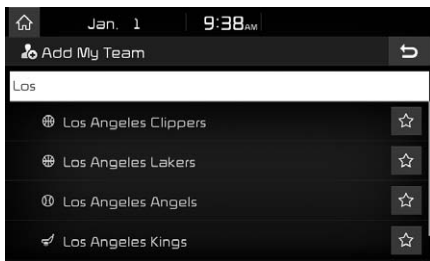 Jan. 1 9:38AM
Add My Team
Los
Los Angeles Clippers
Los Angeles Lakers
Los Angeles Angels
Los Angeles Kings